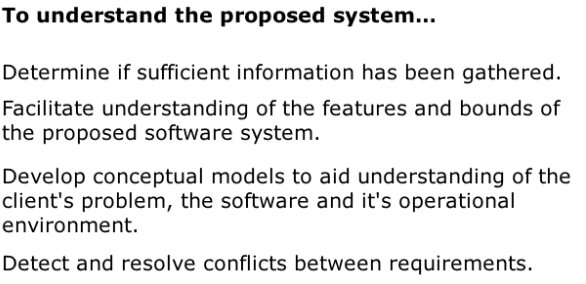 To understand the proposed system...
Determine if sufficient information has been gathered.
Facilitate understanding of the features and bounds of
the proposed software system.
Develop conceptual models to aid understanding of the
client's problem, the software and it's operational
environment.
Detect and resolve conflicts between requirements.